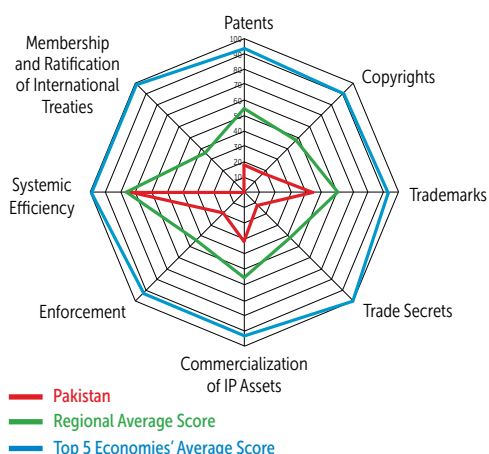 Patents
Membership
and Ratification
of International
Treaties
Copyrights
100
90
80
70
60
50
40
30
20
10
0
Systemic
Efficiency
Trademarks
Enforcement
Trade Secrets
Commercialization
of IP Assets
Pakistan
Regional Average Score
Top 5 Economies' Average Score